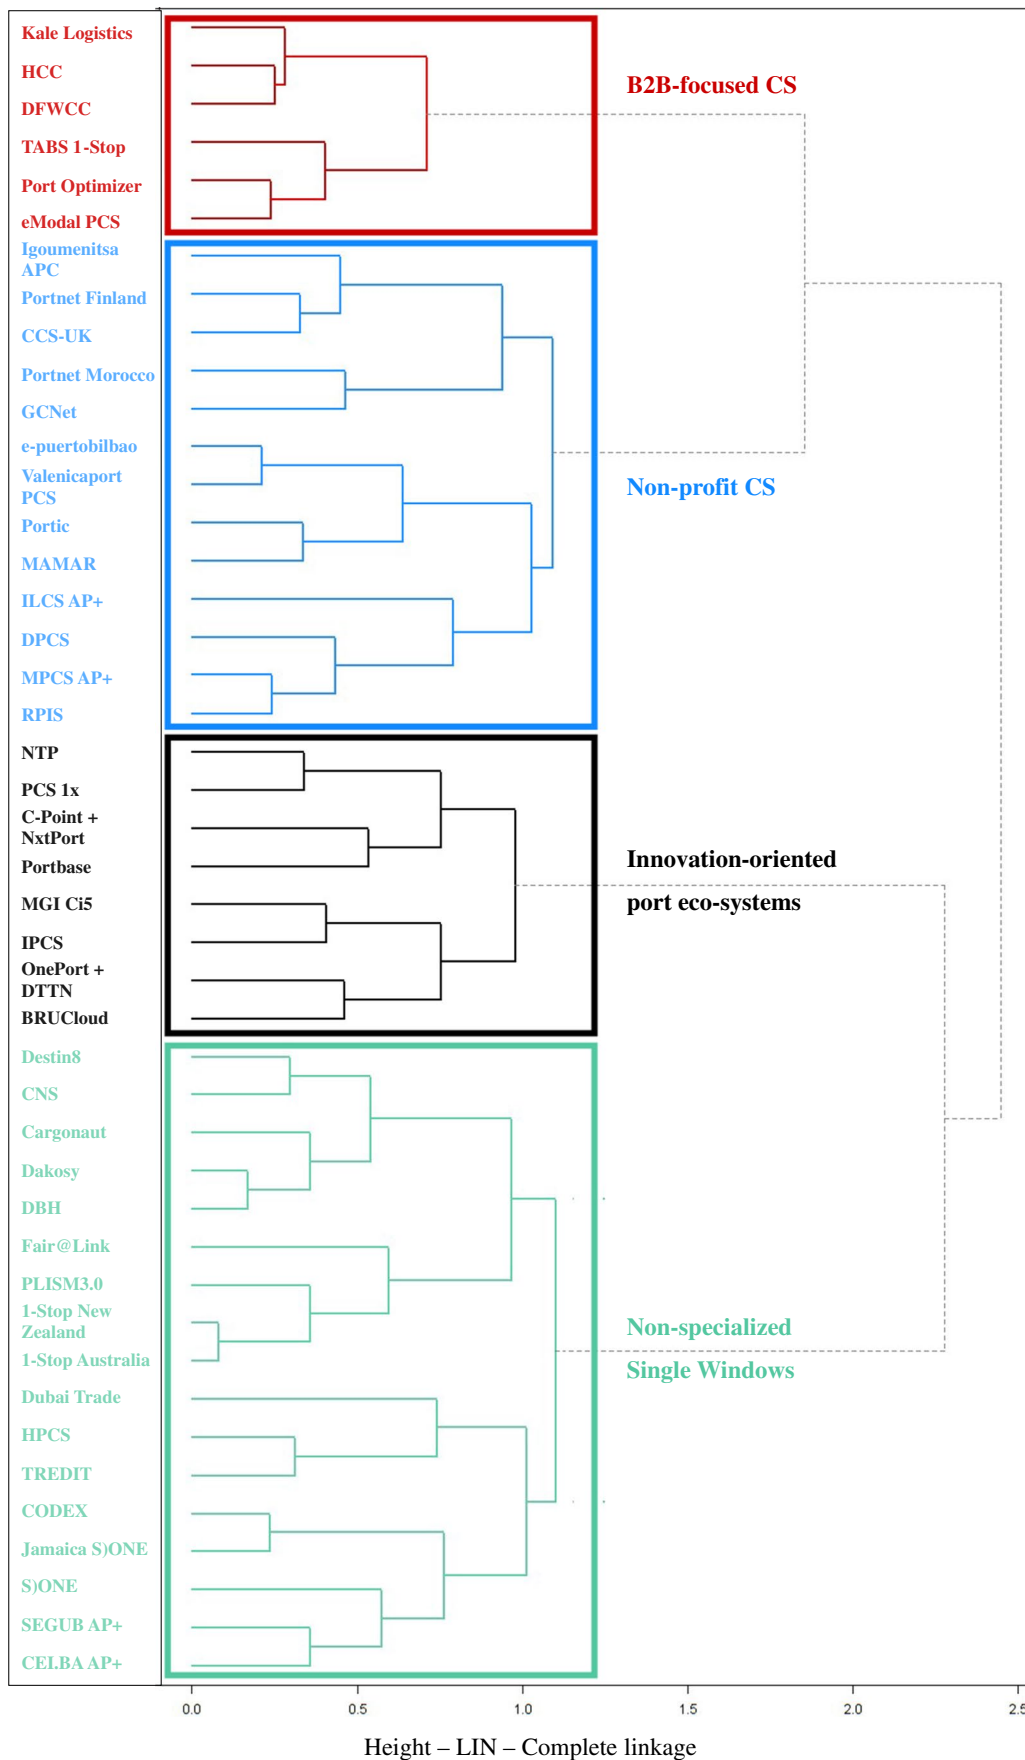 Kale Logistics
HCC
DFWCC
TABS 1-Stop
Port Optimizer
eModal PCS
Igoumenitsa
APC
Portnet Finland
CCS-UK
Portnet Morocco
GCNet
e-puertobilbao
Valenicaport
PCS
Portic
MAMAR
ILCS AP+
DPCS
MPCS AP+
RPIS
NTP
PCS 1x
C-Point +
NxtPort
Portbase
MGI Ci5
IPCS
OnePort +
DTTN
BRUCloud
Destin8
CNS
Cargonaut
Dakosy
DBH
Fair@Link
PLISM3.0
1-Stop New
Zealand
1-Stop Australia
Dubai Trade
HPCS
TREDIT
CODEX
Jamaica S)ONE
S)ONE
SEGUB AP+
CEI.BA AP+
B2B-focused CS
Non-profit CS
Innovation-oriented
port eco-systems
Non-specialized
Single Windows
0.0 0.5 1.0 1.5 2.0 2.5
Height – LIN – Complete linkage